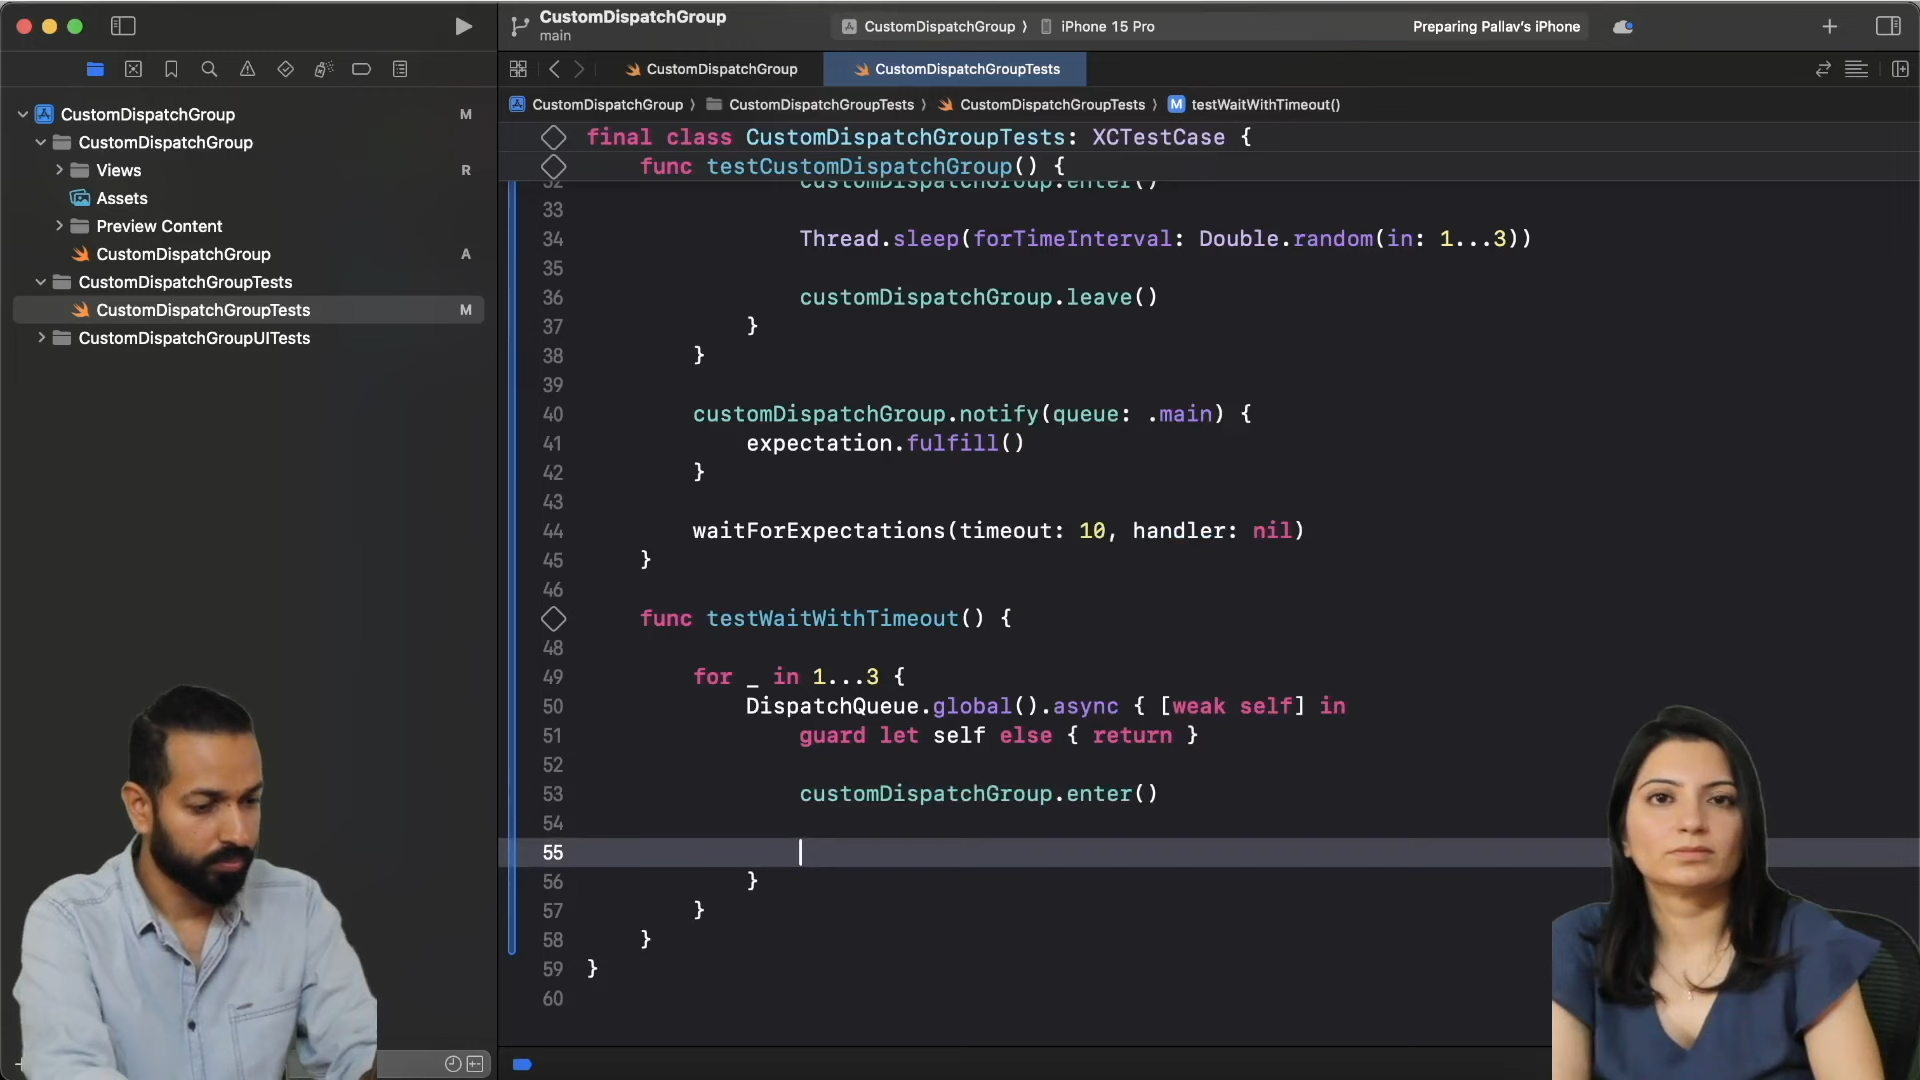 CustomDispatchGroup
main
CustomDispatchGroup
iPhone 15 Pro
Preparing Pallav's iPhone
CustomDispatchGroup
CustomDispatchGroupTests
CustomDispatchGroup
CustomDispatchGroupTests
CustomDispatchGroupTests
M testWaitWithTimeout()
CustomDispatchGroup M
CustomDispatchGroup
Views R
Assets
Preview Content
CustomDispatchGroup A
CustomDispatchGroupTests
CustomDispatchGroupTests M
CustomDispatchGroupUITests
final class CustomDispatchGroupTests: XCTestCase {
func testCustomDispatchGroup() {
32 customDispatchGroup.enter()
33
34 Thread.sleep(forTimeInterval: Double.random(in: 1...3))
35
36 customDispatchGroup.leave()
37 }
38 }
39
40 customDispatchGroup.notify(queue: .main) {
41 expectation.fulfill()
42 }
43
44 waitForExpectations(timeout: 10, handler: nil)
45 }
46
func testWaitWithTimeout() {
48
49 for _ in 1...3 {
50 DispatchQueue.global().async { [weak self] in
51 guard let self else { return }
52
53 customDispatchGroup.enter()
54
55
56 }
57 }
58 }
59 }
60